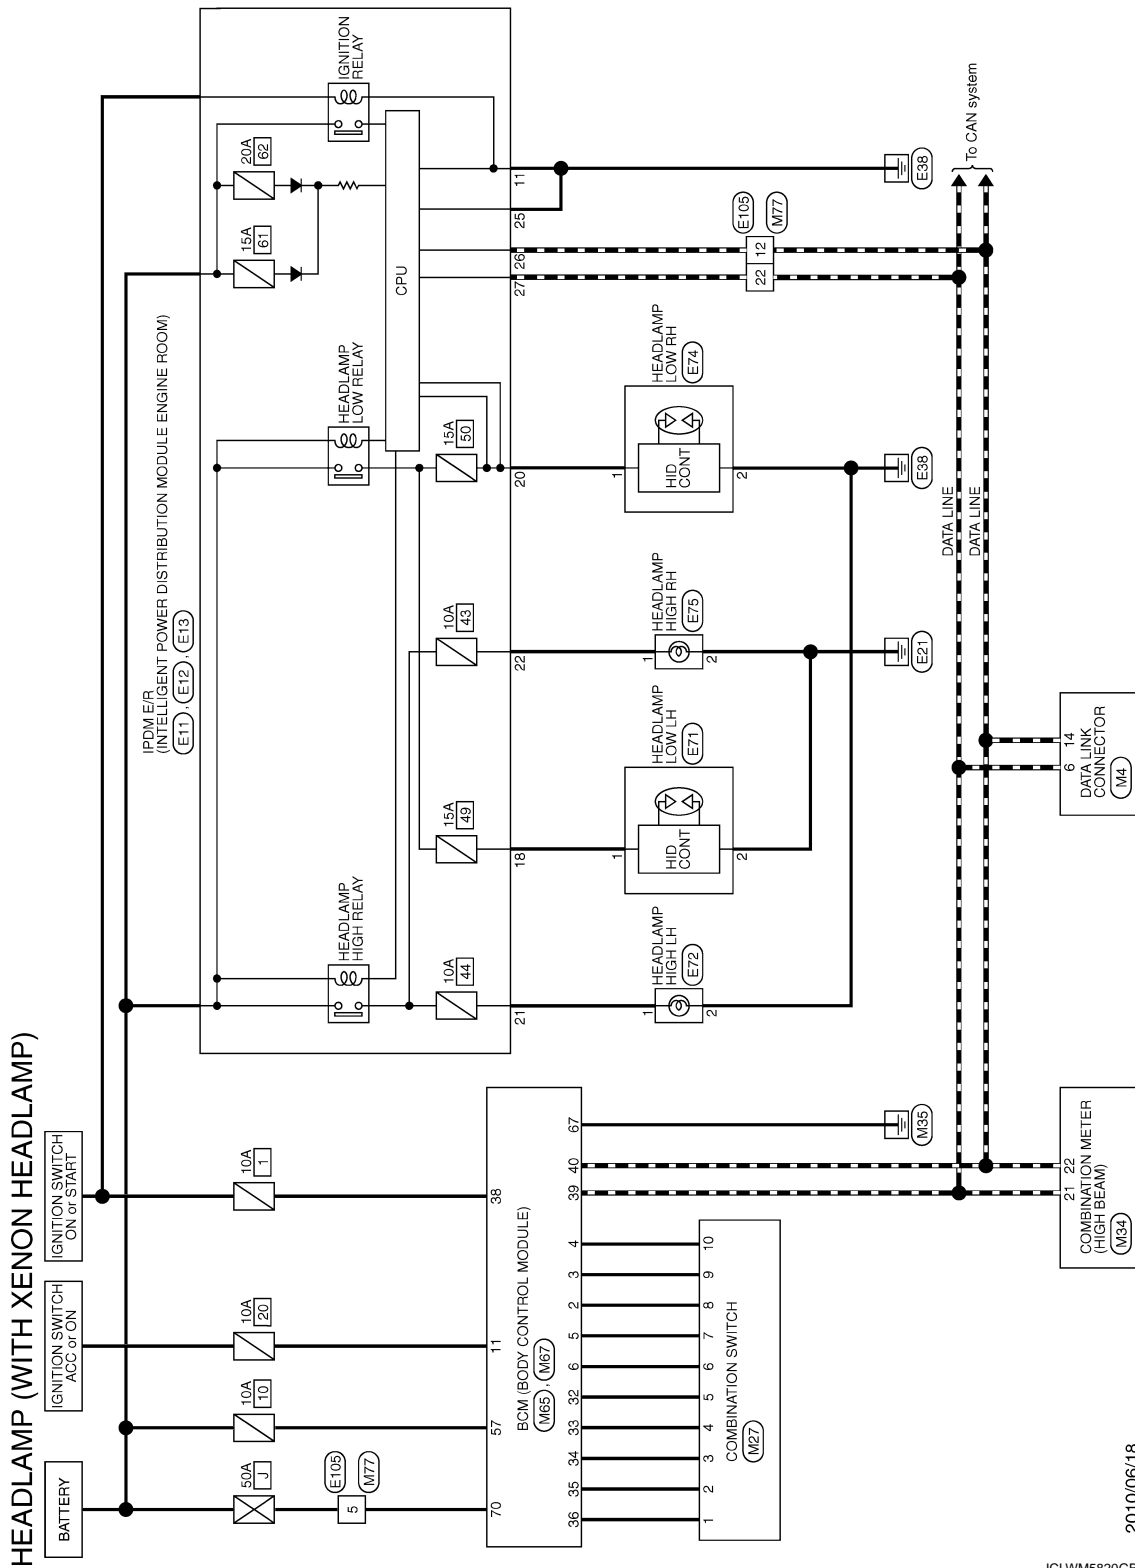 HEADLAMP (WITH XENON HEADLAMP)
BATTERY
IGNITION SWITCH
ACC or ON
IGNITION SWITCH
ON or START
50A
J
10A
10
10A
20
10A
1
E105
5
M77
70
57
11
38
BCM (BODY CONTROL MODULE)
M65 , M67
36
35
34
33
32
6
5
2
3
4
39
40
67
1
2
3
4
5
6
7
8
9
10
COMBINATION SWITCH
M27
M35
21
22
COMBINATION METER
(HIGH BEAM)
M34
IPDM E/R
(INTELLIGENT POWER DISTRIBUTION MODULE ENGINE ROOM)
E11 , E12 , E13
15A
61
20A
62
IGNITION
RELAY
HEADLAMP
HIGH RELAY
HEADLAMP
LOW RELAY
CPU
10A
44
15A
49
10A
43
15A
50
21
18
22
20
27
26
25
11
HEADLAMP
HIGH LH
E72
1
2
HEADLAMP
LOW LH
E71
1
HID
CONT
2
HEADLAMP
HIGH RH
E75
1
2
HEADLAMP
LOW RH
E74
1
HID
CONT
2
E105
M77
22
12
E21
E38
E38
DATA LINE
DATA LINE
To CAN system
6
14
DATA LINK
CONNECTOR
M4
2010/06/18